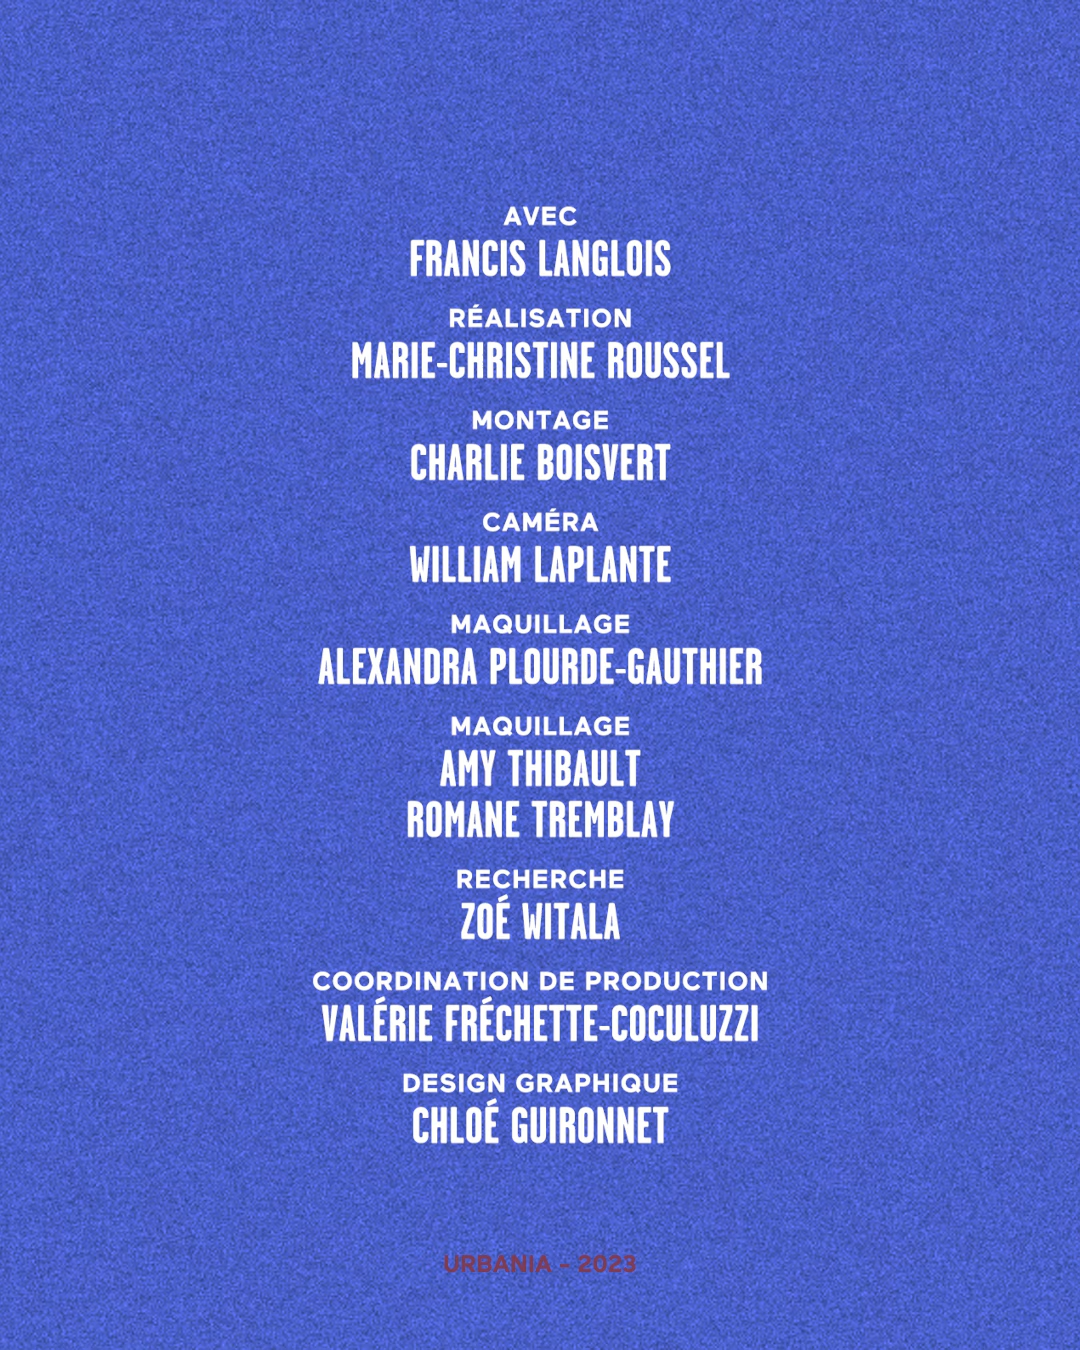 AVEC
FRANCIS LANGLOIS
RÉALISATION
MARIE-CHRISTINE ROUSSEL
MONTAGE
CHARLIE BOISVERT
CAMÉRA
WILLIAM LAPLANTE
MAQUILLAGE
ALEXANDRA PLOURDE-GAUTHIER
MAQUILLAGE
AMY THIBAULT
ROMANE TREMBLAY
RECHERCHE
ZOÉ WITALA
COORDINATION DE PRODUCTION
VALÉRIE FRÉCHETTE-COCULUZZI
DESIGN GRAPHIQUE
CHLOÉ GUIRONNET
URBANIA - 2023